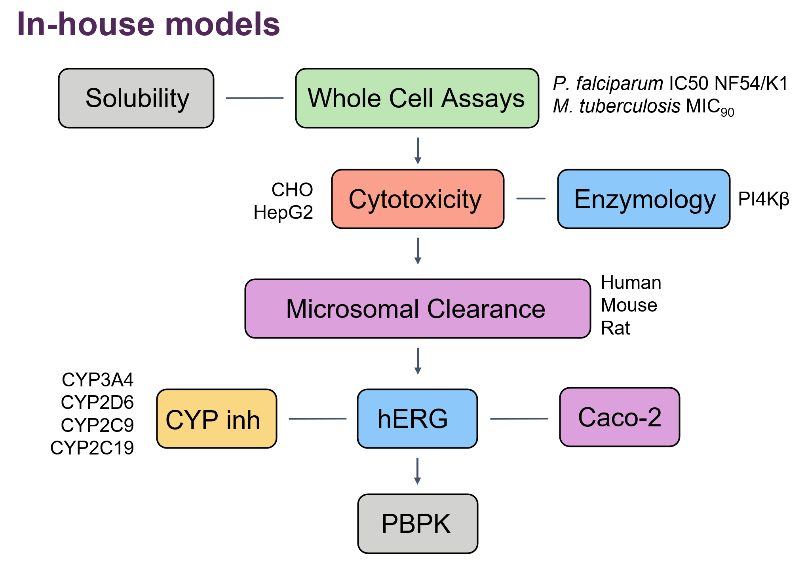 In-house models
Solubility
Whole Cell Assays
P. falciparum IC50 NF54/K1
M. tuberculosis MIC90
CHO
HepG2
Cytotoxicity
Enzymology
PI4Kβ
Microsomal Clearance
Human
Mouse
Rat
CYP3A4
CYP2D6
CYP2C9
CYP2C19
CYP inh
hERG
Caco-2
PBPK